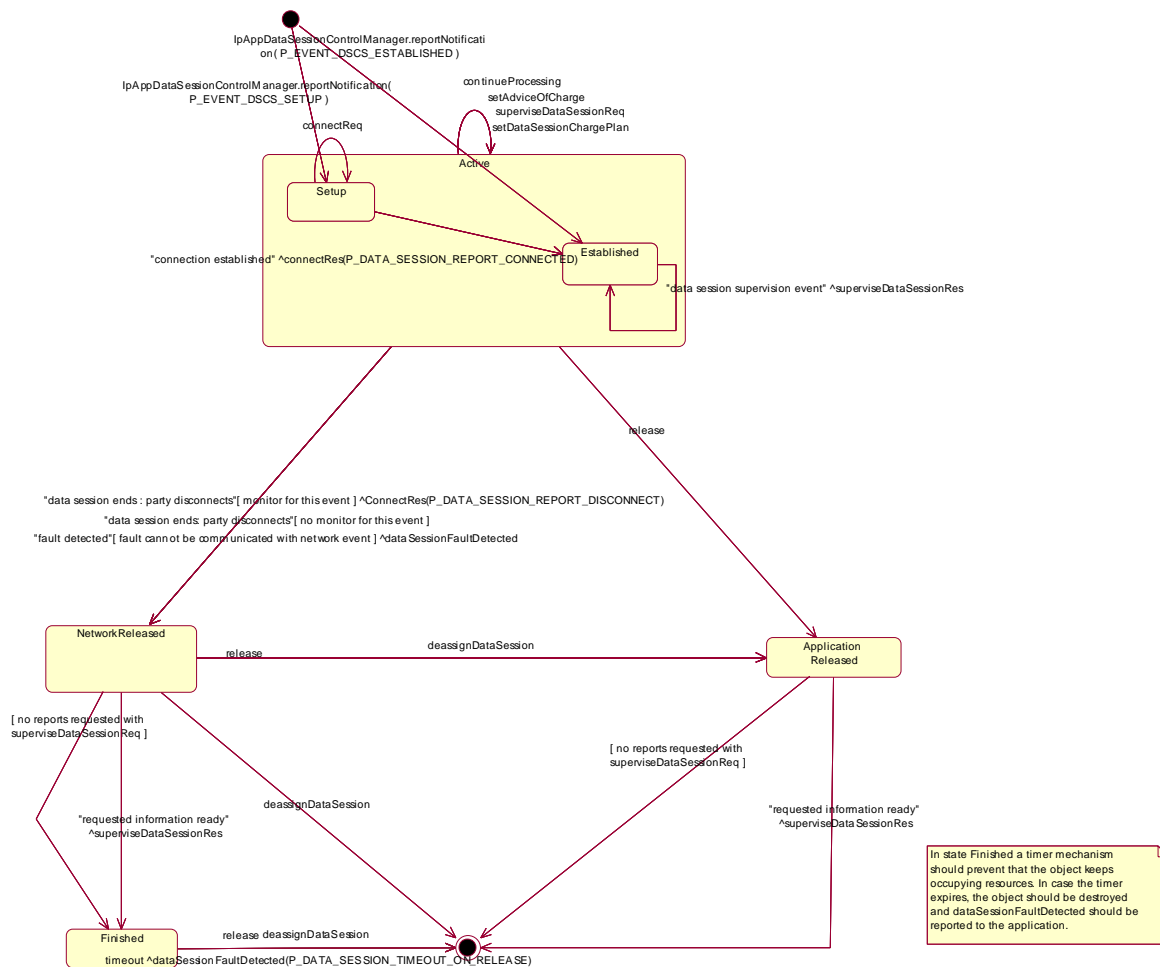 IpAppDataSessionControlManager.reportNotificati
on( P_EVENT_DSCS_ESTABLISHED )
IpAppDataSessionControlManager.reportNotification(
P_EVENT_DSCS_SETUP )
continueProcessing
setAdviceOfCharge
superviseDataSessionReq
setDataSessionChargePlan
connectReq
Active
Setup
Established
"connection established" ^connectRes(P_DATA_SESSION_REPORT_CONNECTED)
"data session supervision event" ^superviseDataSessionRes
release
"data session ends : party disconnects"[ monitor for this event ] ^ConnectRes(P_DATA_SESSION_REPORT_DISCONNECT)
"data session ends: party disconnects"[ no monitor for this event ]
"fault detected"[ fault cannot be communicated with network event ] ^dataSessionFaultDetected
NetworkReleased
release
deassignDataSession
Application
Released
[ no reports requested with
superviseDataSessionReq ]
[ no reports requested with
superviseDataSessionReq ]
deassignDataSession
"requested information ready"
^superviseDataSessionRes
"requested information ready"
^superviseDataSessionRes
In state Finished a timer mechanism
should prevent that the object keeps
occupying resources. In case the timer
expires, the object should be destroyed
and dataSessionFaultDetected should be
reported to the application.
Finished
release
deassignDataSession
timeout ^dataSessionFaultDetected(P_DATA_SESSION_TIMEOUT_ON_RELEASE)